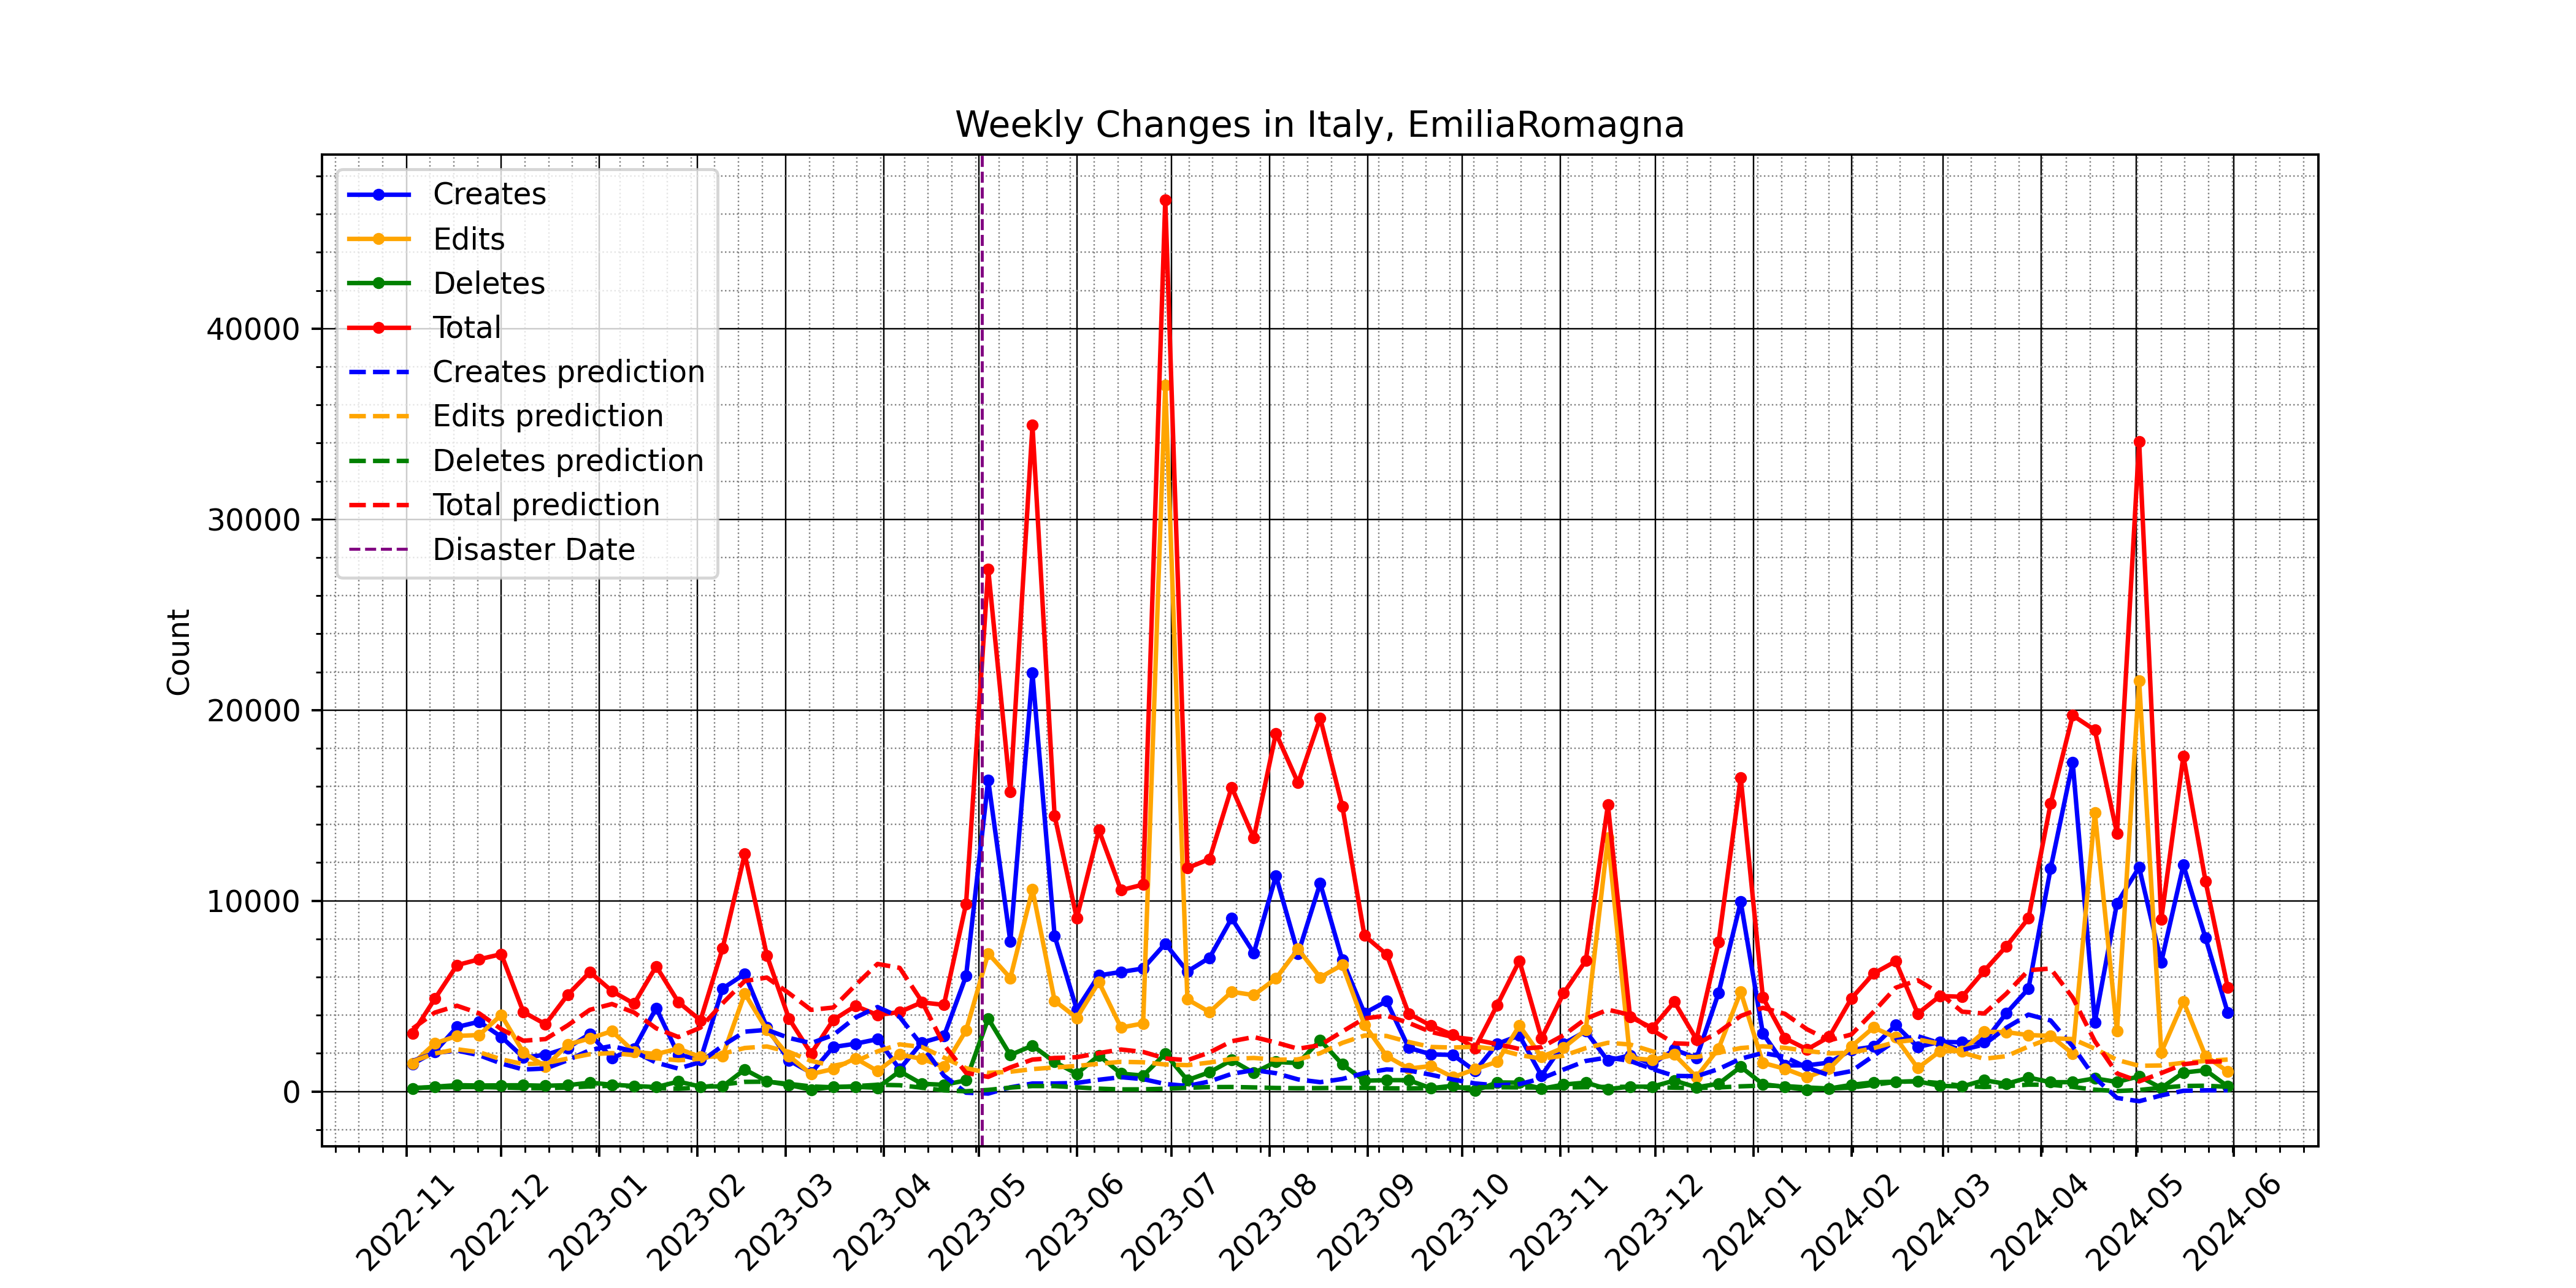 Weekly Changes in Italy, EmiliaRomagna
Creates
Edits
Deletes
Total
Creates prediction
Edits prediction
Deletes prediction
Total prediction
Disaster Date
Count
40000
30000
20000
10000
0
2022-11
2022-12
2023-01
2023-02
2023-03
2023-04
2023-05
2023-06
2023-07
2023-08
2023-09
2023-10
2023-11
2023-12
2024-01
2024-02
2024-03
2024-04
2024-05
2024-06